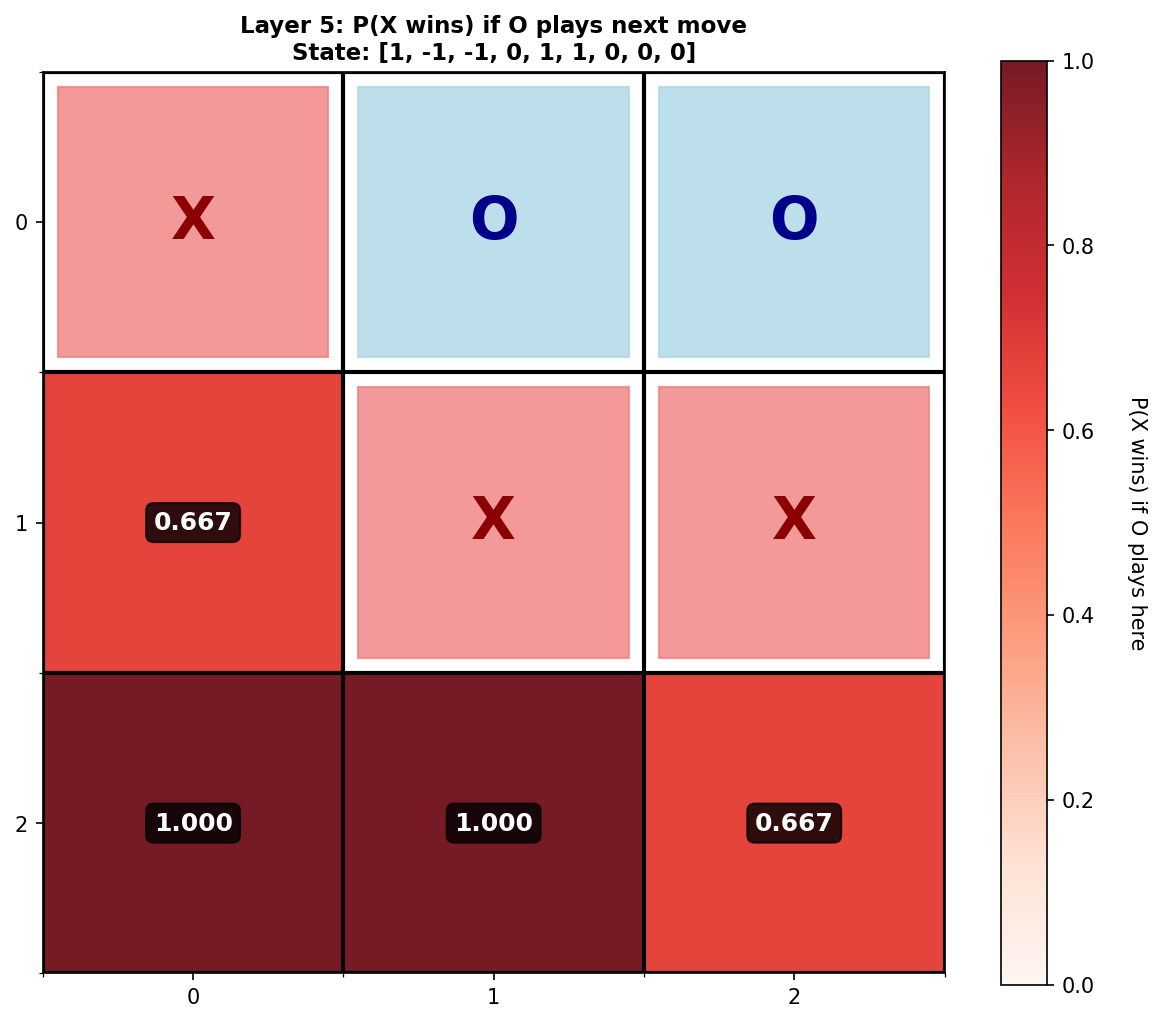 Layer 5: P(X wins) if O plays next move
State: [1, -1, -1, 0, 1, 1, 0, 0, 0]
X O O
0
0.667 X X
1
1.000 1.000 0.667
2
0 1 2
1.0
0.8
0.6
0.4
0.2
0.0
P(X wins) if O plays here